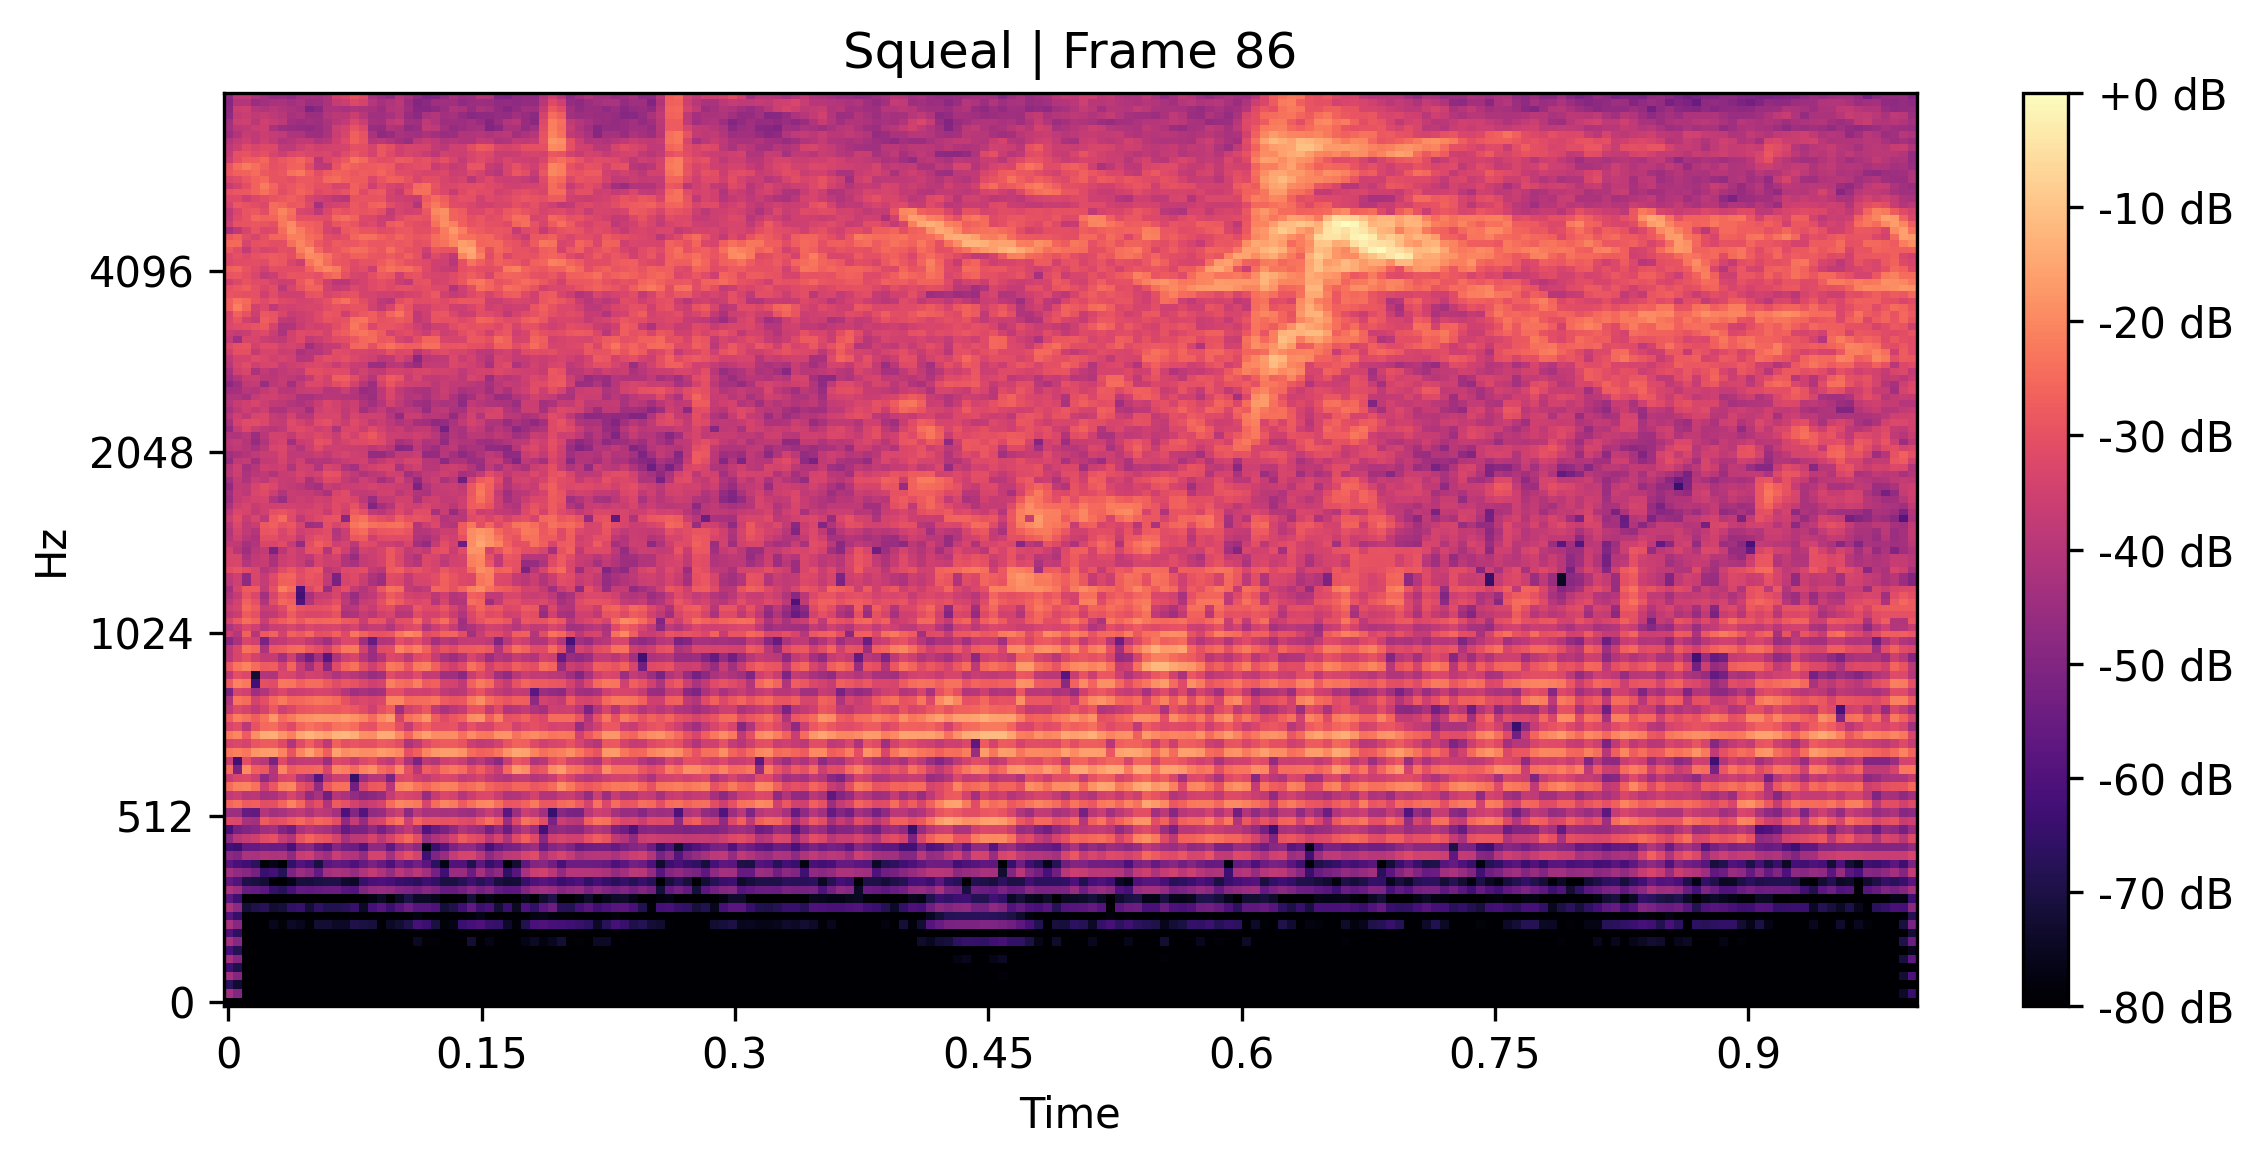 Squeal | Frame 86
Hz
4096
2048
1024
512
0
0 0.15 0.3 0.45 0.6 0.75 0.9
Time
+0 dB
-10 dB
-20 dB
-30 dB
-40 dB
-50 dB
-60 dB
-70 dB
-80 dB